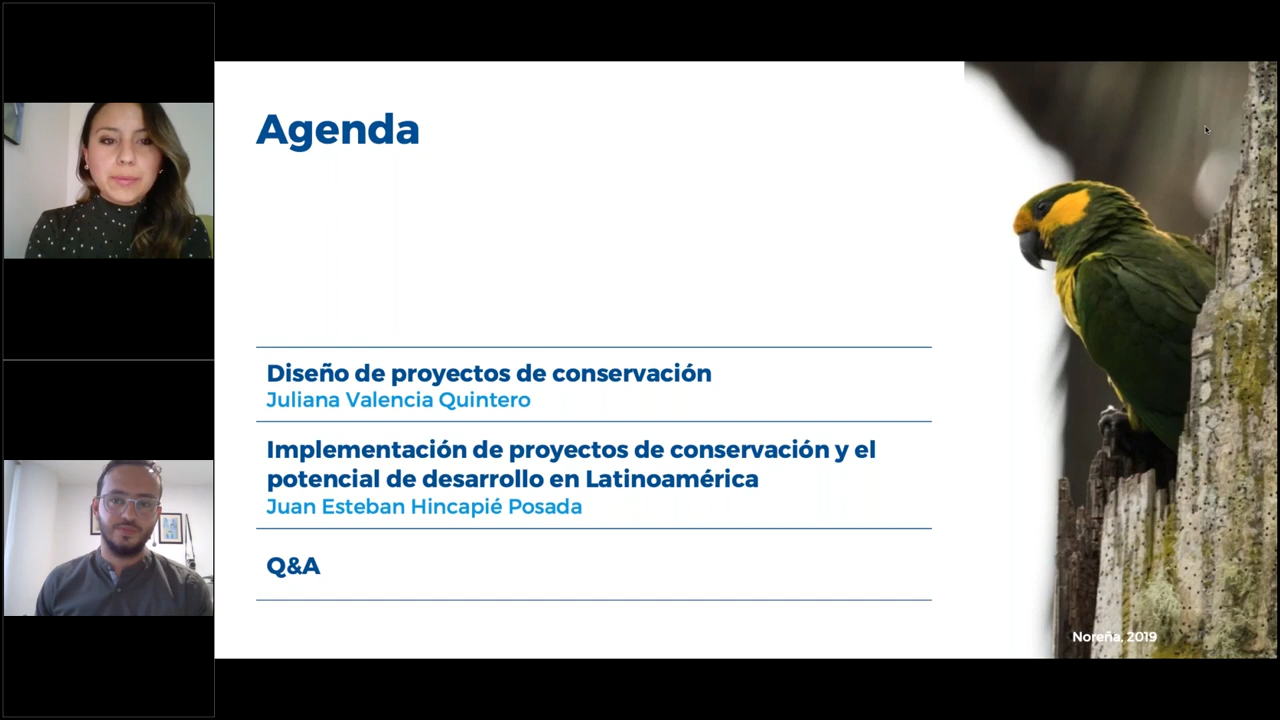 Agenda
Diseño de proyectos de conservación
Juliana Valencia Quintero
Implementación de proyectos de conservación y el
potencial de desarrollo en Latinoamérica
Juan Esteban Hincapié Posada
Q&A
Noreña, 2019